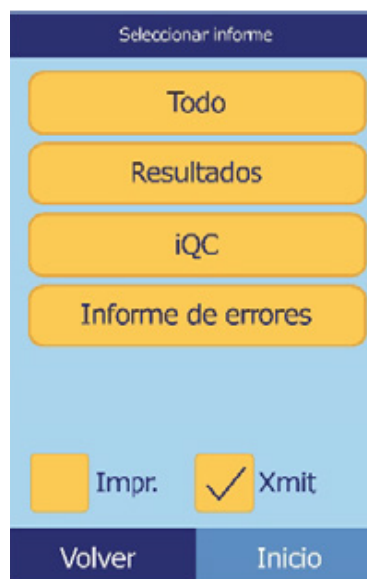 Seleccionar informe
Todo
Resultados
iQC
Informe de errores
Impr. Xmit
Volver Inicio